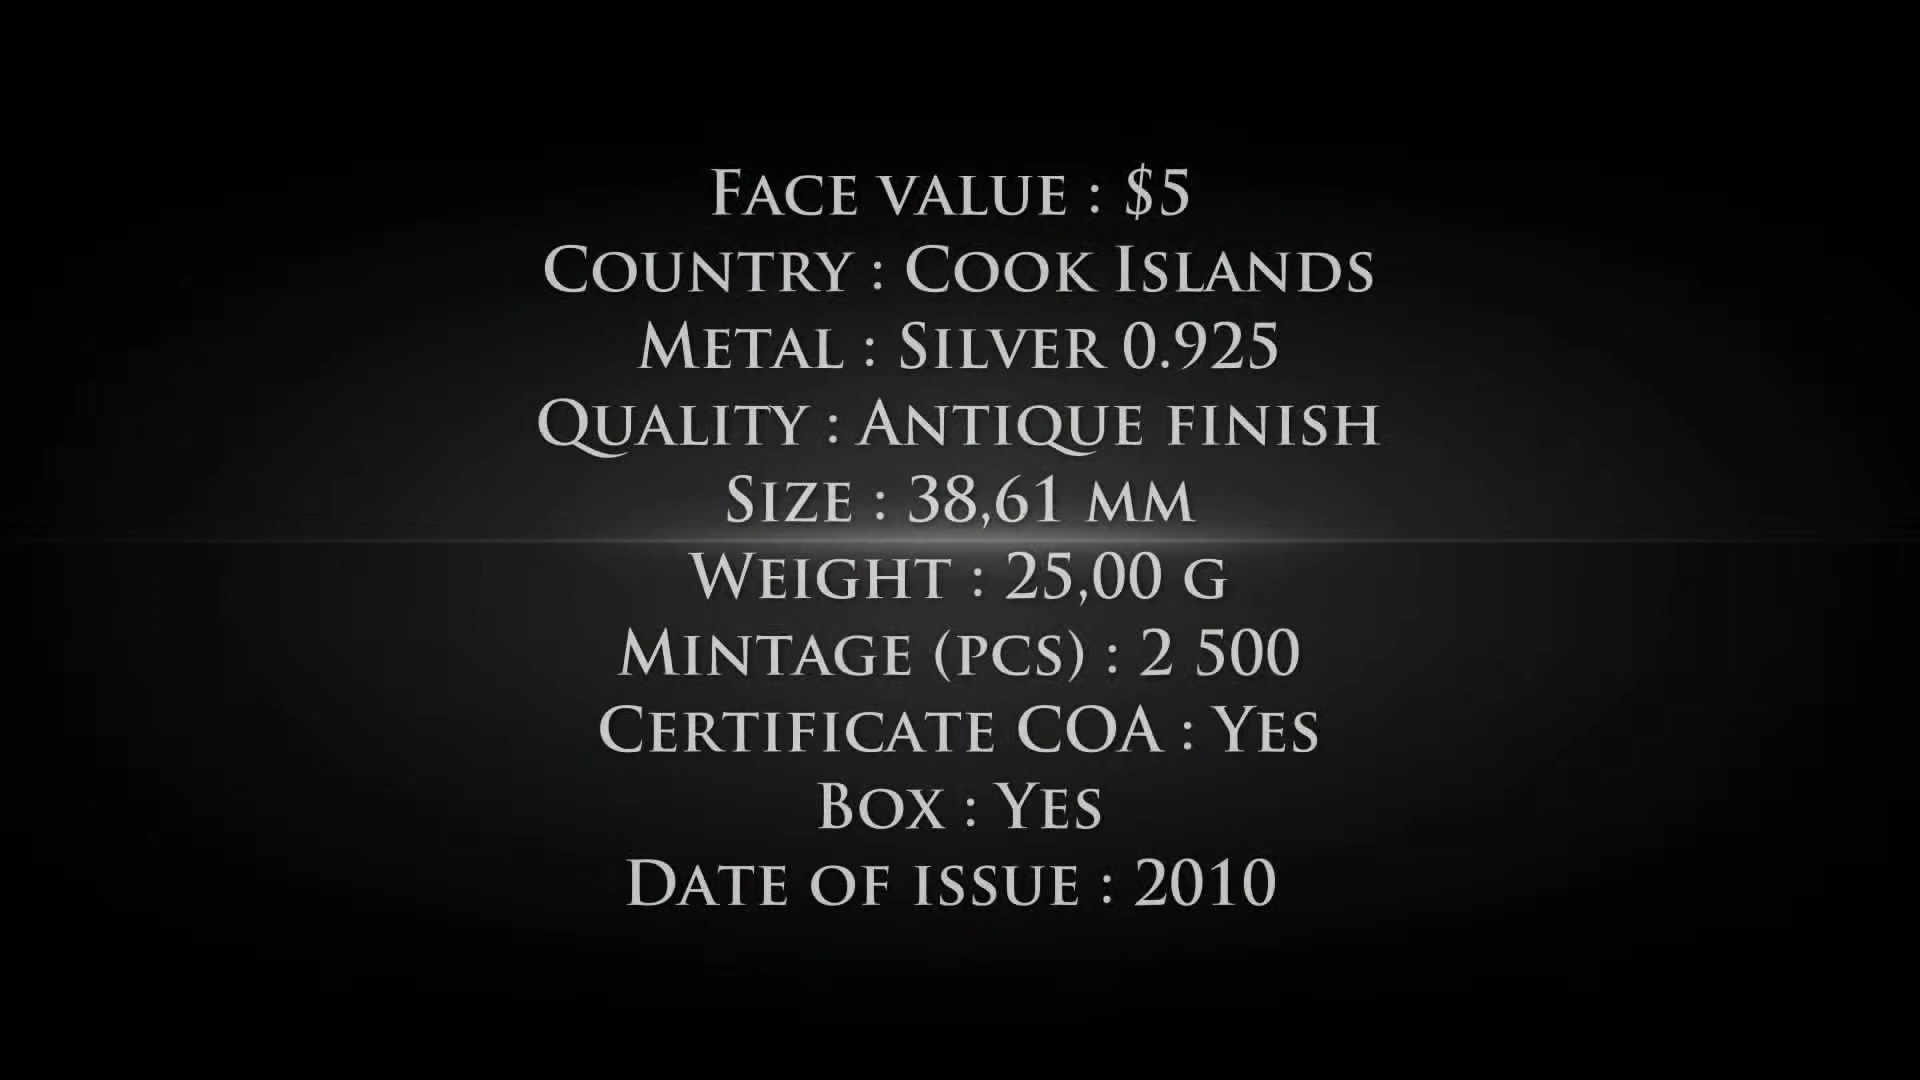 Face value : $5
Country : Cook Islands
Metal : Silver 0.925
Quality : Antique finish
Size : 38,61 mm
Weight : 25,00 g
Mintage (pcs) : 2 500
Certificate COA : Yes
Box : Yes
Date of issue : 2010